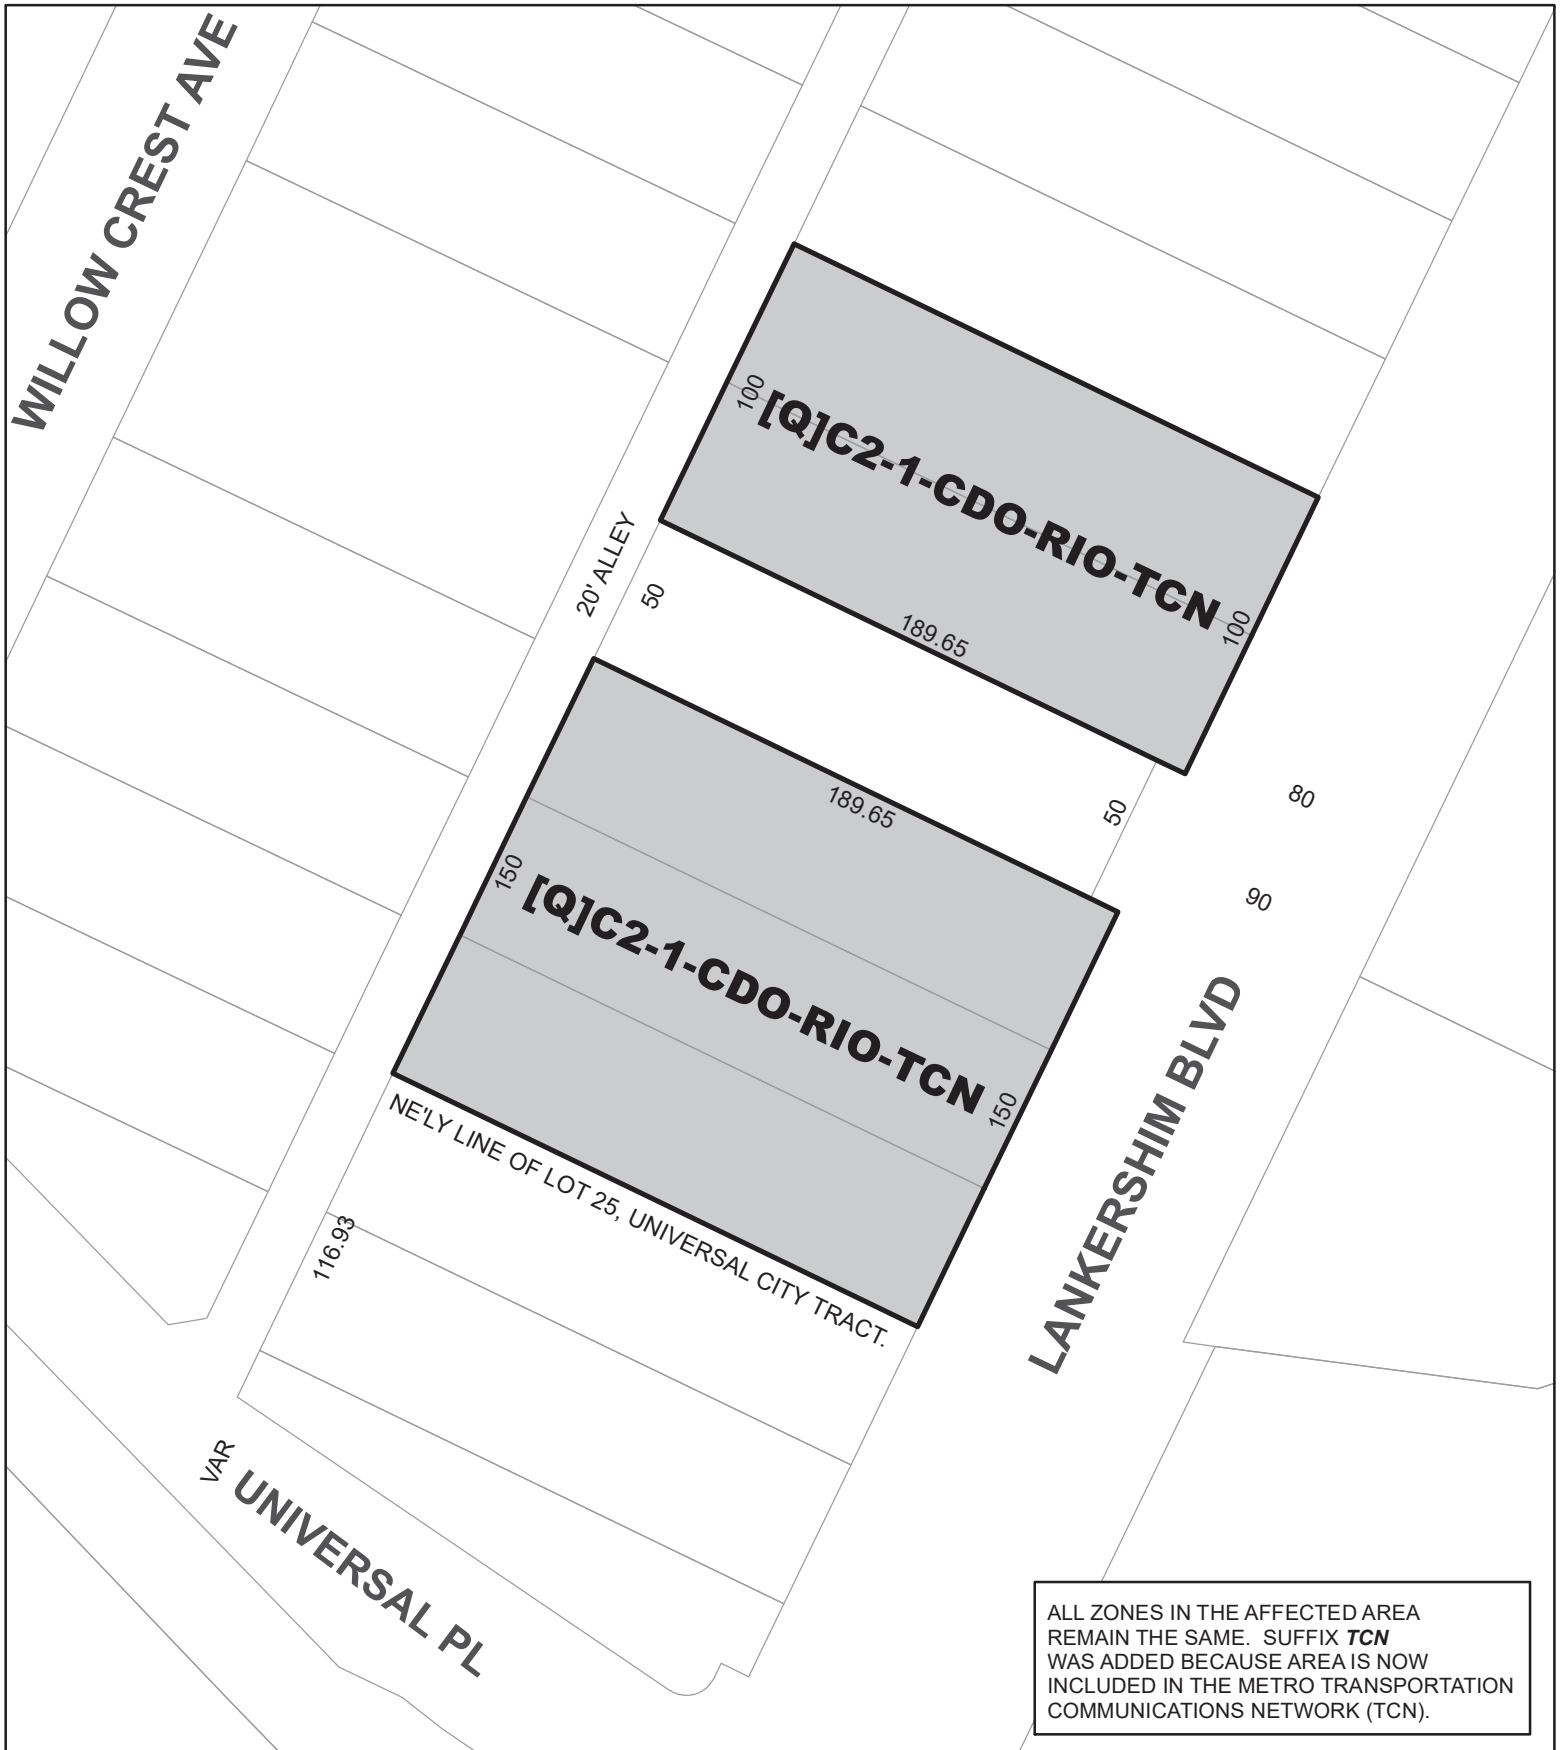 WILLOW CREST AVE
100
[Q]C2-1-CDO-RIO-TCN
100
189.65
20' ALLEY
50
50
80
90
189.65
150
[Q]C2-1-CDO-RIO-TCN
150
NE'LY LINE OF LOT 25, UNIVERSAL CITY TRACT.
116.93
LANKERSHIM BLVD
VAR
UNIVERSAL PL
ALL ZONES IN THE AFFECTED AREA
REMAIN THE SAME. SUFFIX TCN
WAS ADDED BECAUSE AREA IS NOW
INCLUDED IN THE METRO TRANSPORTATION
COMMUNICATIONS NETWORK (TCN).